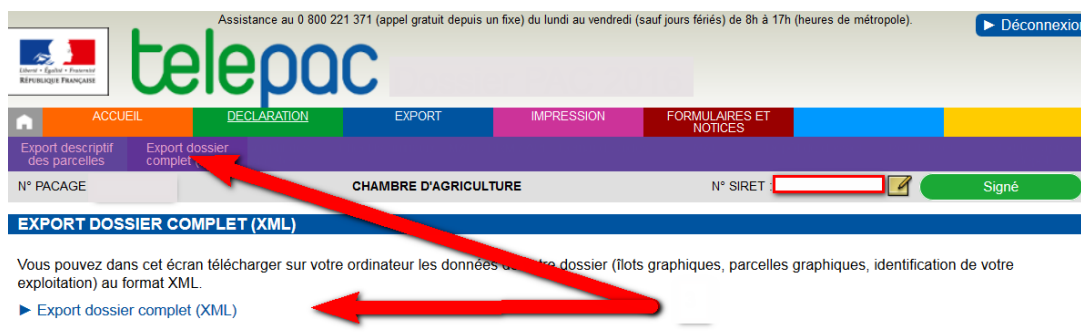 Assistance au 0 800 221 371 (appel gratuit depuis un fixe) du lundi au vendredi (sauf jours fériés) de 8h à 17h (heures de métropole).
► Déconnexion
Liberté • Égalité • Fraternité
RÉPUBLIQUE FRANÇAISE
telepac
ACCUEIL DECLARATION EXPORT IMPRESSION FORMULAIRES ET
NOTICES
Export descriptif Export dossier
des parcelles complet
N° PACAGE CHAMBRE D'AGRICULTURE N° SIRET : Signé
EXPORT DOSSIER COMPLET (XML)
Vous pouvez dans cet écran télécharger sur votre ordinateur les données dossier (îlots graphiques, parcelles graphiques, identification de votre
exploitation) au format XML.
► Export dossier complet (XML)